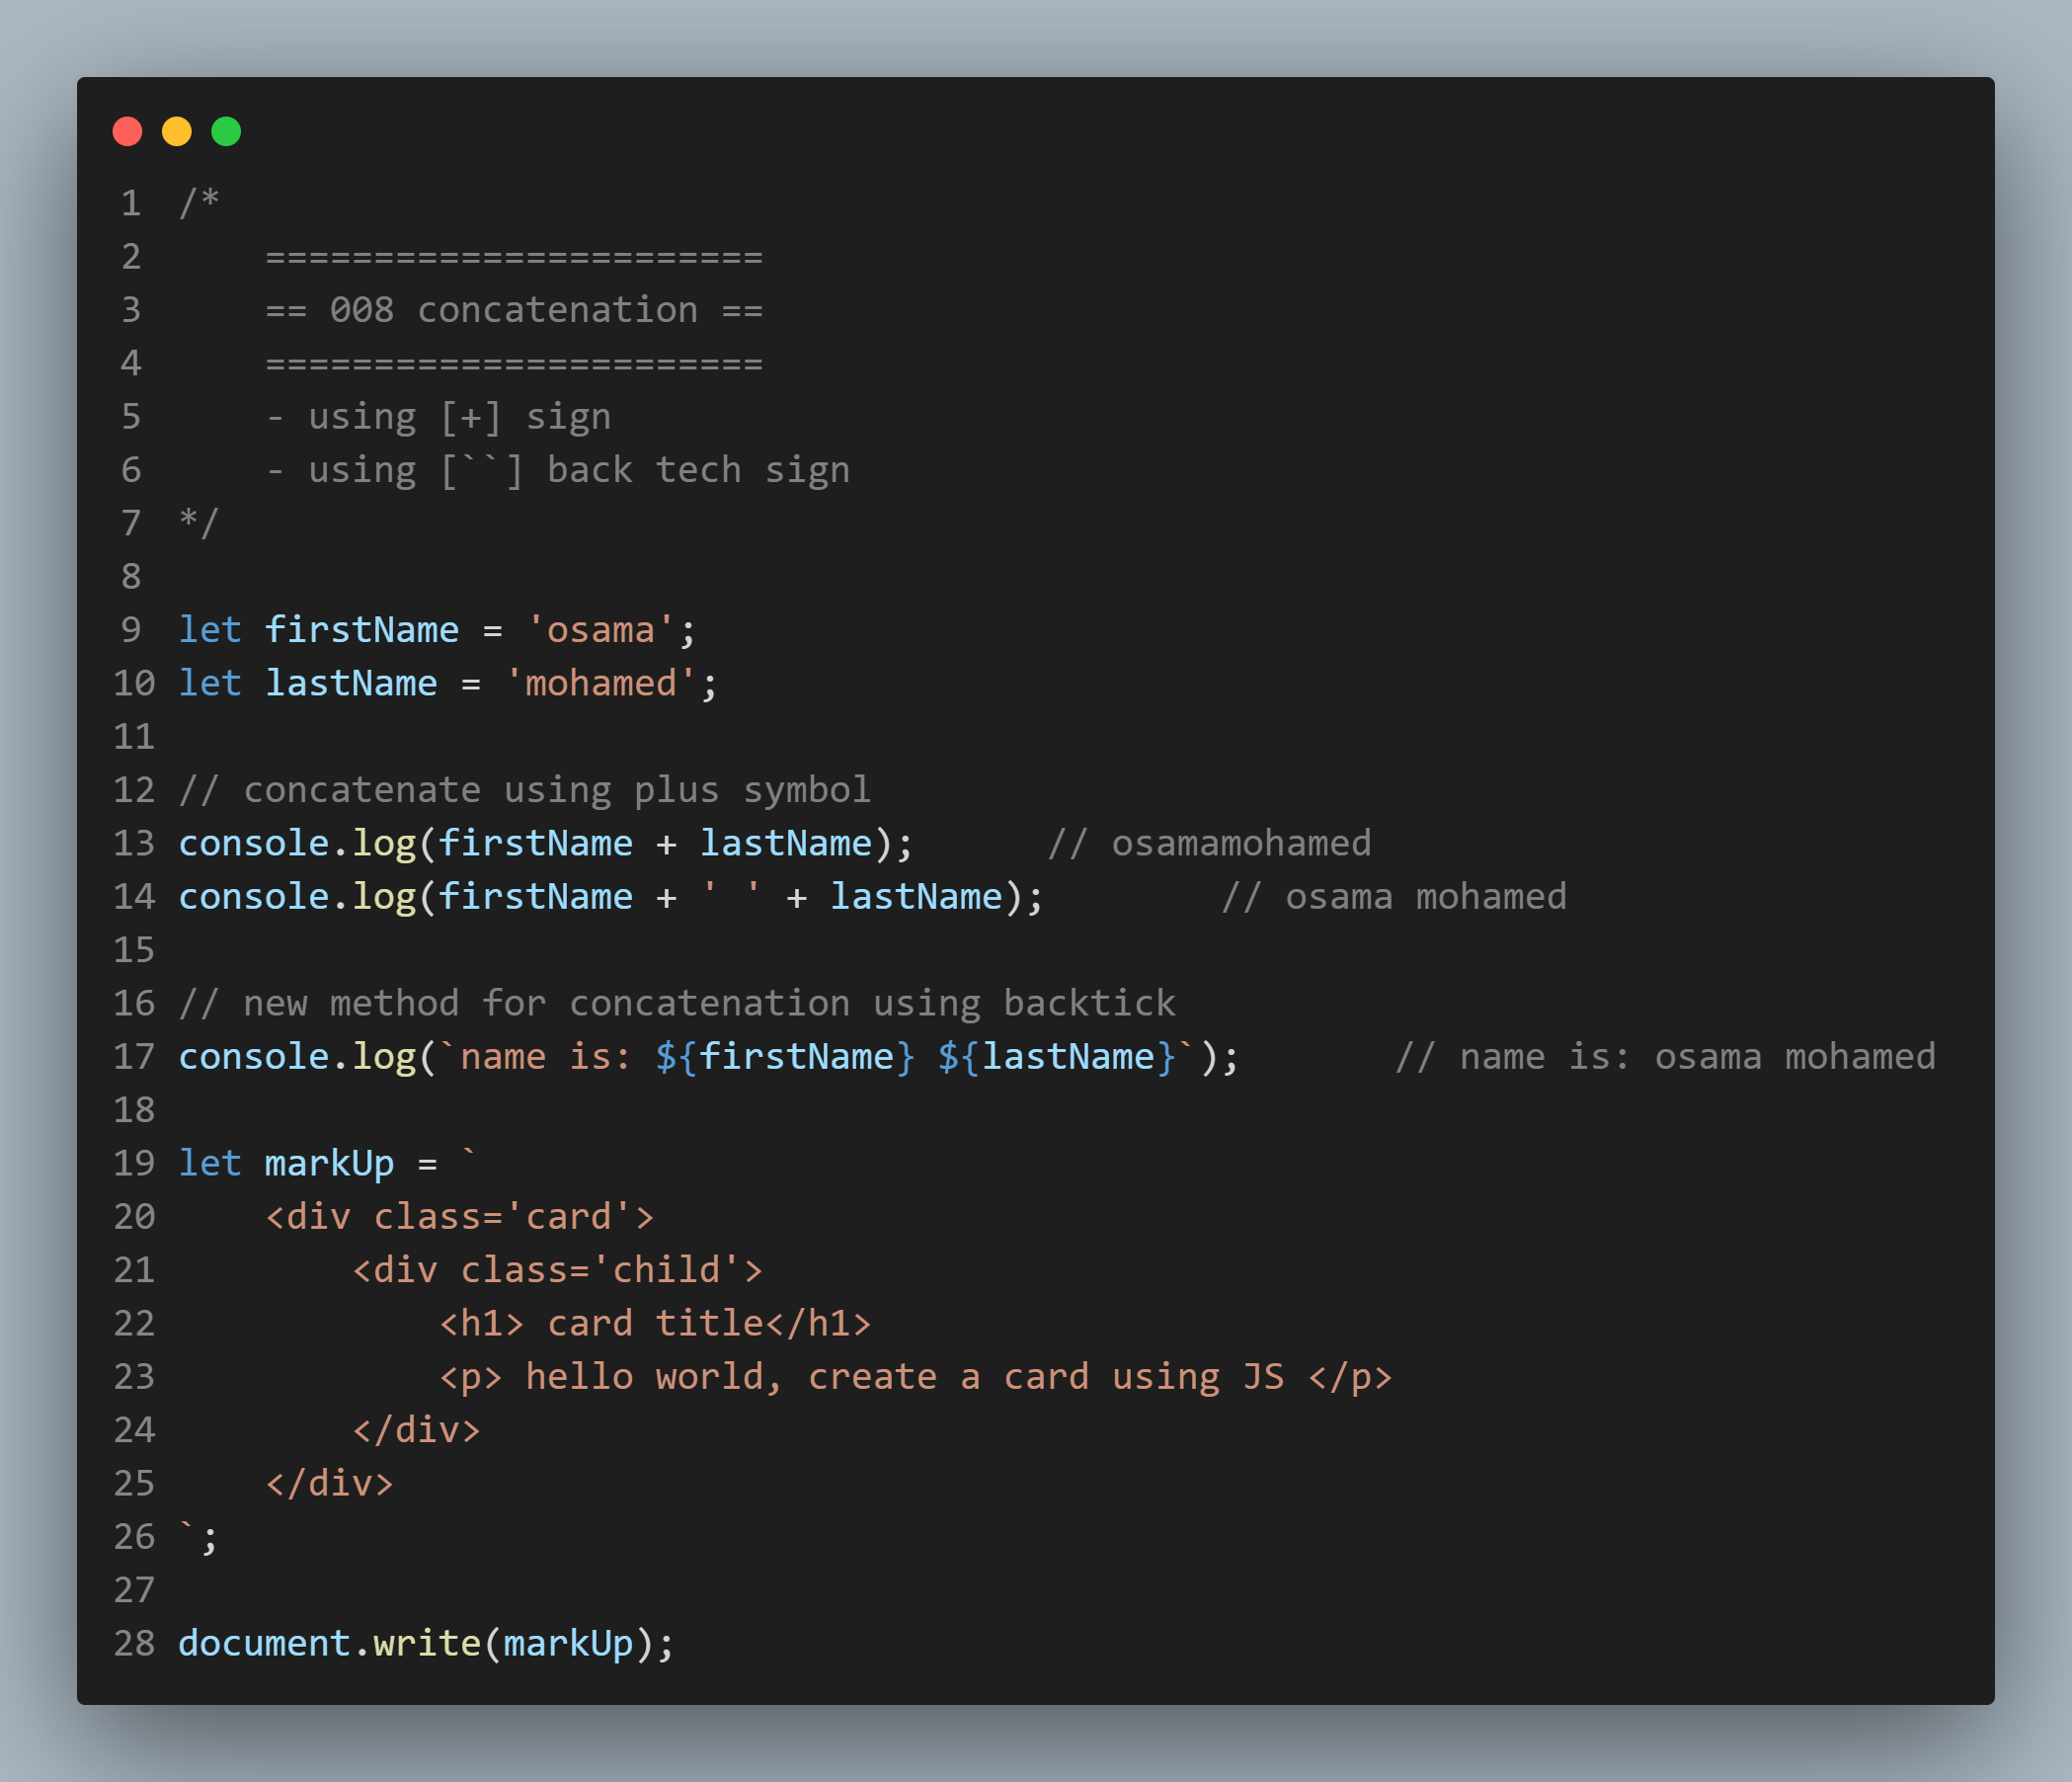 1 /*
2     =======================
3     == 008 concatenation ==
4     =======================
5     - using [+] sign
6     - using [``] back tech sign
7 */
8
9 let firstName = 'osama';
10 let lastName = 'mohamed';
11
12 // concatenate using plus symbol
13 console.log(firstName + lastName);      // osamamohamed
14 console.log(firstName + ' ' + lastName);        // osama mohamed
15
16 // new method for concatenation using backtick
17 console.log(`name is: ${firstName} ${lastName}`);       // name is: osama mohamed
18
19 let markUp = `
20     <div class='card'>
21         <div class='child'>
22             <h1> card title</h1>
23             <p> hello world, create a card using JS </p>
24         </div>
25     </div>
26 `;
27
28 document.write(markUp);